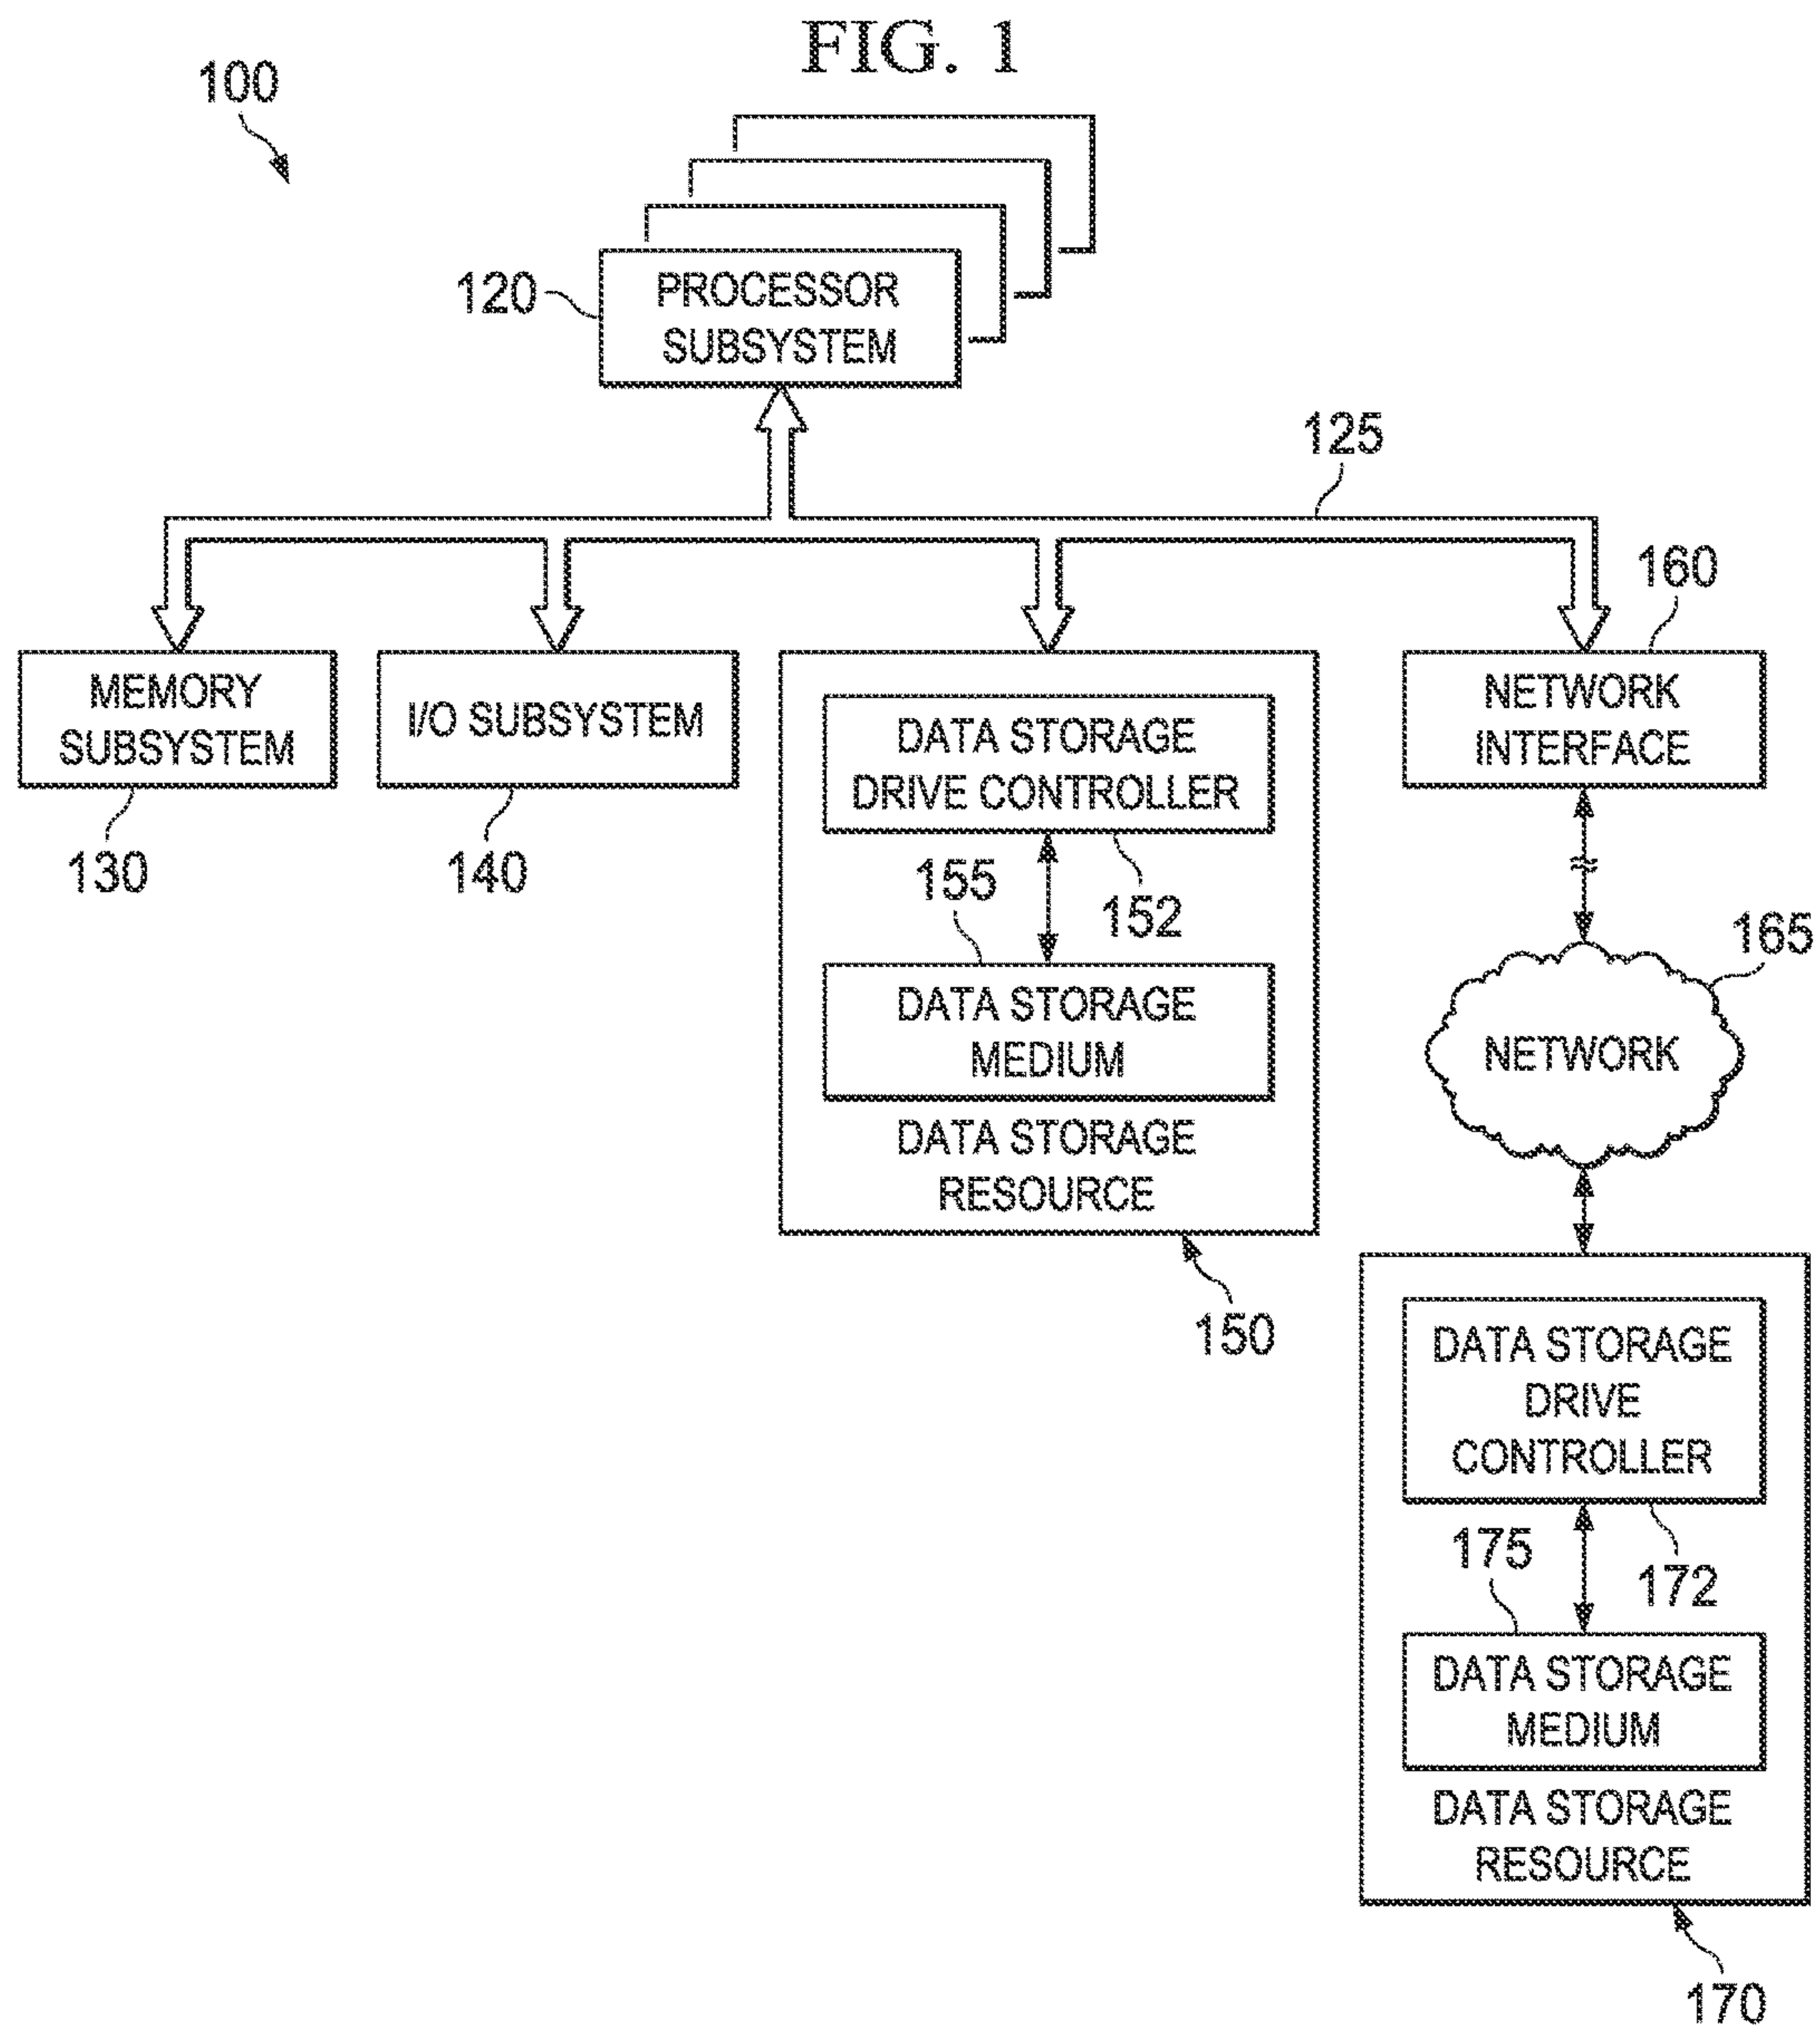 FIG. 1
100
120
PROCESSOR
SUBSYSTEM
125
160
MEMORY
SUBSYSTEM
130
I/O SUBSYSTEM
140
DATA STORAGE
DRIVE CONTROLLER
155
152
DATA STORAGE
MEDIUM
DATA STORAGE
RESOURCE
150
NETWORK
INTERFACE
165
NETWORK
DATA STORAGE
DRIVE
CONTROLLER
175
172
DATA STORAGE
MEDIUM
DATA STORAGE
RESOURCE
170